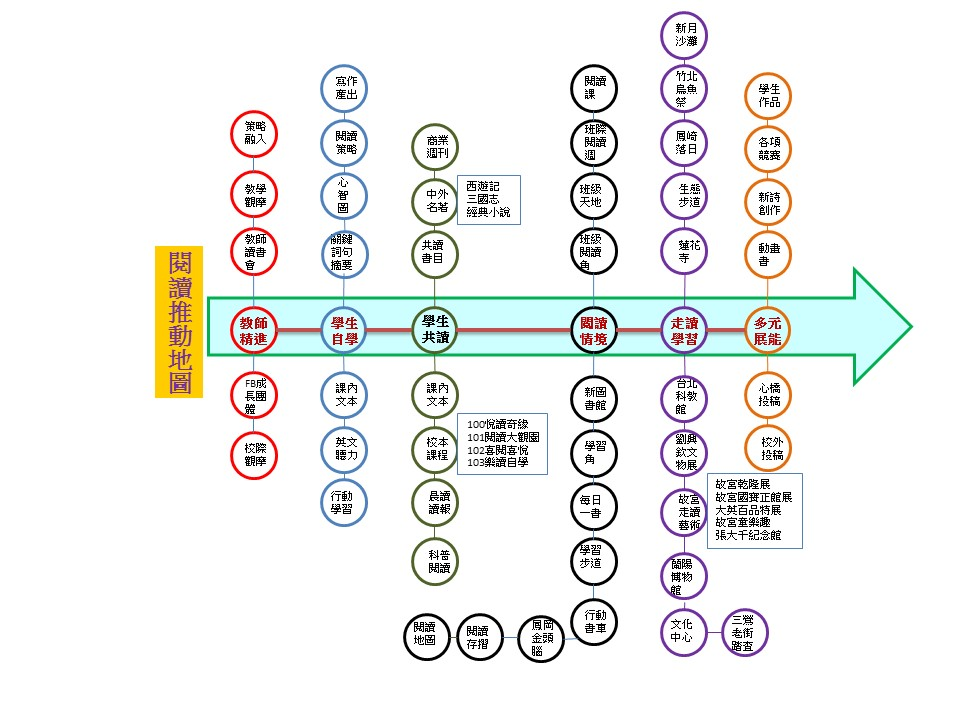 閱讀推動地圖
策略
融入
教學
觀摩
教師
讀書
會
教師
精進
FB成
長團
體
校際
觀摩
寫作
產出
閱讀
策略
心
智
圖
關鍵
詞句
摘要
學生
自學
課內
文本
英文
聽力
行動
學習
商業
週刊
中外
名著
西遊記
三國志
經典小說
共讀
書目
學生
共讀
課內
文本
校本
課程
100悅讀奇緣
101閱讀大觀園
102喜閱喜悅
103樂讀自學
晨讀
讀報
科普
閱讀
閱讀
課
班際
閱讀
週
班級
天地
班級
閱讀
角
閱讀
情境
新圖
書館
學習
角
每日
一書
學習
步道
行動
書車
鳳岡
金頭
腦
閱讀
存摺
閱讀
地圖
新月
沙灘
竹北
烏魚
祭
鳳崎
落日
生態
步道
蓮花
寺
走讀
學習
台北
科教
館
劉興
欽文
物展
故宮
走讀
藝術
故宮乾隆展
故宮國寶正館展
大英百品特展
故宮童樂趣
張大千紀念館
蘭陽
博物
館
文化
中心
三鶯
老街
踏查
學生
作品
各項
競賽
新詩
創作
動畫
書
多元
展能
心橋
投稿
校外
投稿